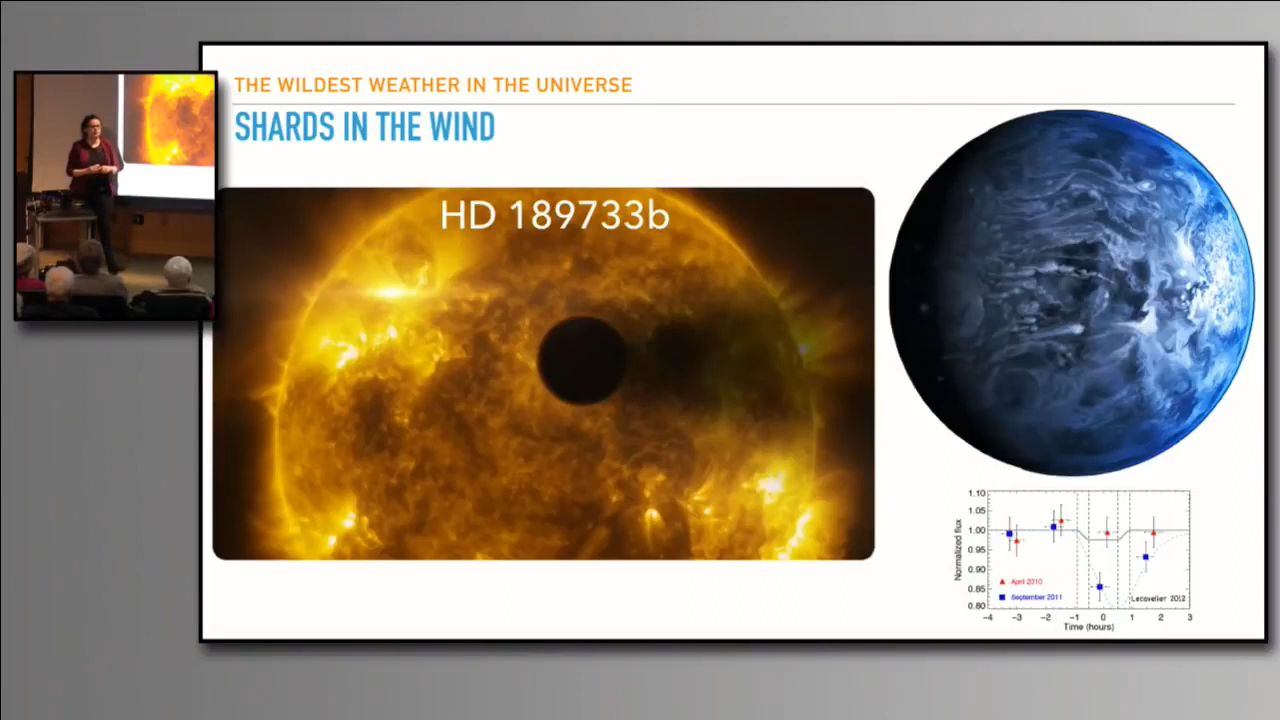 THE WILDEST WEATHER IN THE UNIVERSE
SHARDS IN THE WIND
HD 189733b
1.10
1.05
1.00
0.95
0.90
0.85
0.80
Normalized flux
April 2010
September 2011
Lecavelier 2012
-4 -3 -2 -1 0 1 2 3
Time (hours)